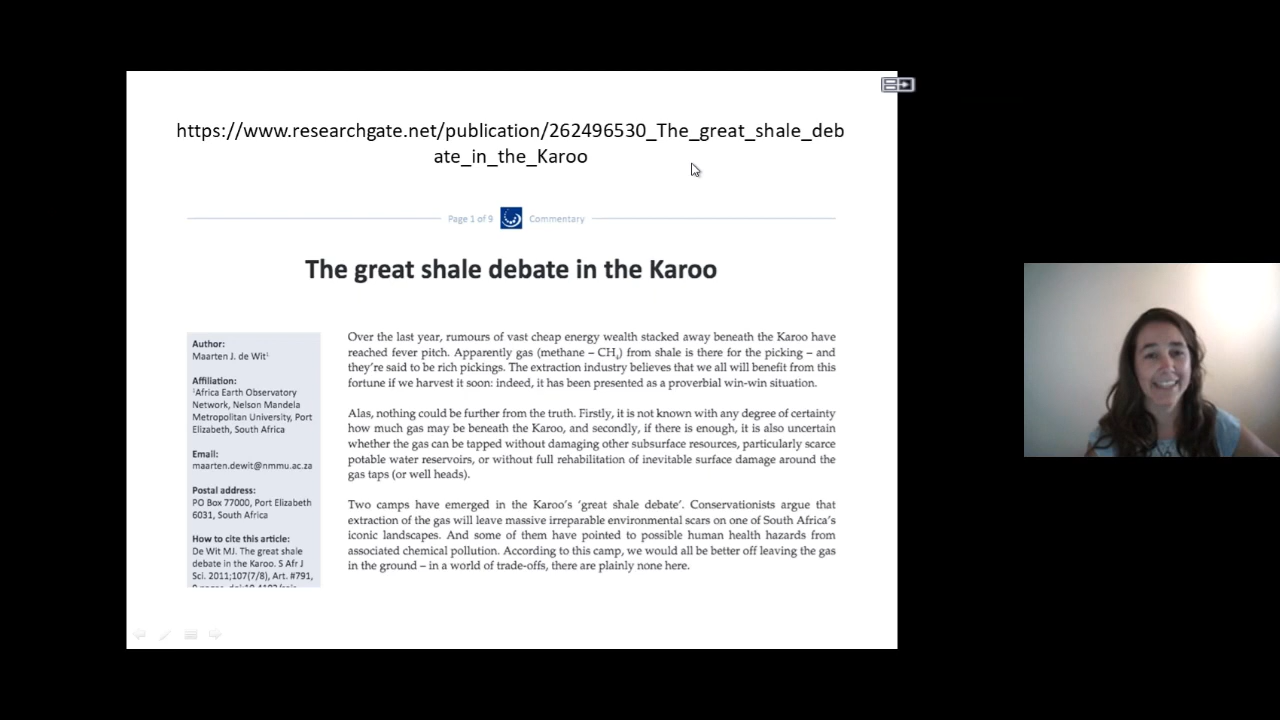 https://www.researchgate.net/publication/262496530_The_great_shale_deb
ate_in_the_Karoo
Page 1 of 9
Commentary
The great shale debate in the Karoo
Author:
Maarten J. de Wit¹
Affiliation:
¹Africa Earth Observatory
Network, Nelson Mandela
Metropolitan University, Port
Elizabeth, South Africa
Email:
maarten.dewit@nmmu.ac.za
Postal address:
PO Box 77000, Port Elizabeth
6031, South Africa
How to cite this article:
De Wit MJ. The great shale
debate in the Karoo. S Afr J
Sci. 2011;107(7/8), Art. #791,
Over the last year, rumours of vast cheap energy wealth stacked away beneath the Karoo have
reached fever pitch. Apparently gas (methane – CH₄) from shale is there for the picking – and
they're said to be rich pickings. The extraction industry believes that we all will benefit from this
fortune if we harvest it soon: indeed, it has been presented as a proverbial win-win situation.
Alas, nothing could be further from the truth. Firstly, it is not known with any degree of certainty
how much gas may be beneath the Karoo, and secondly, if there is enough, it is also uncertain
whether the gas can be tapped without damaging other subsurface resources, particularly scarce
potable water reservoirs, or without full rehabilitation of inevitable surface damage around the
gas taps (or well heads).
Two camps have emerged in the Karoo's 'great shale debate'. Conservationists argue that
extraction of the gas will leave massive irreparable environmental scars on one of South Africa's
iconic landscapes. And some of them have pointed to possible human health hazards from
associated chemical pollution. According to this camp, we would all be better off leaving the gas
in the ground – in a world of trade-offs, there are plainly none here.